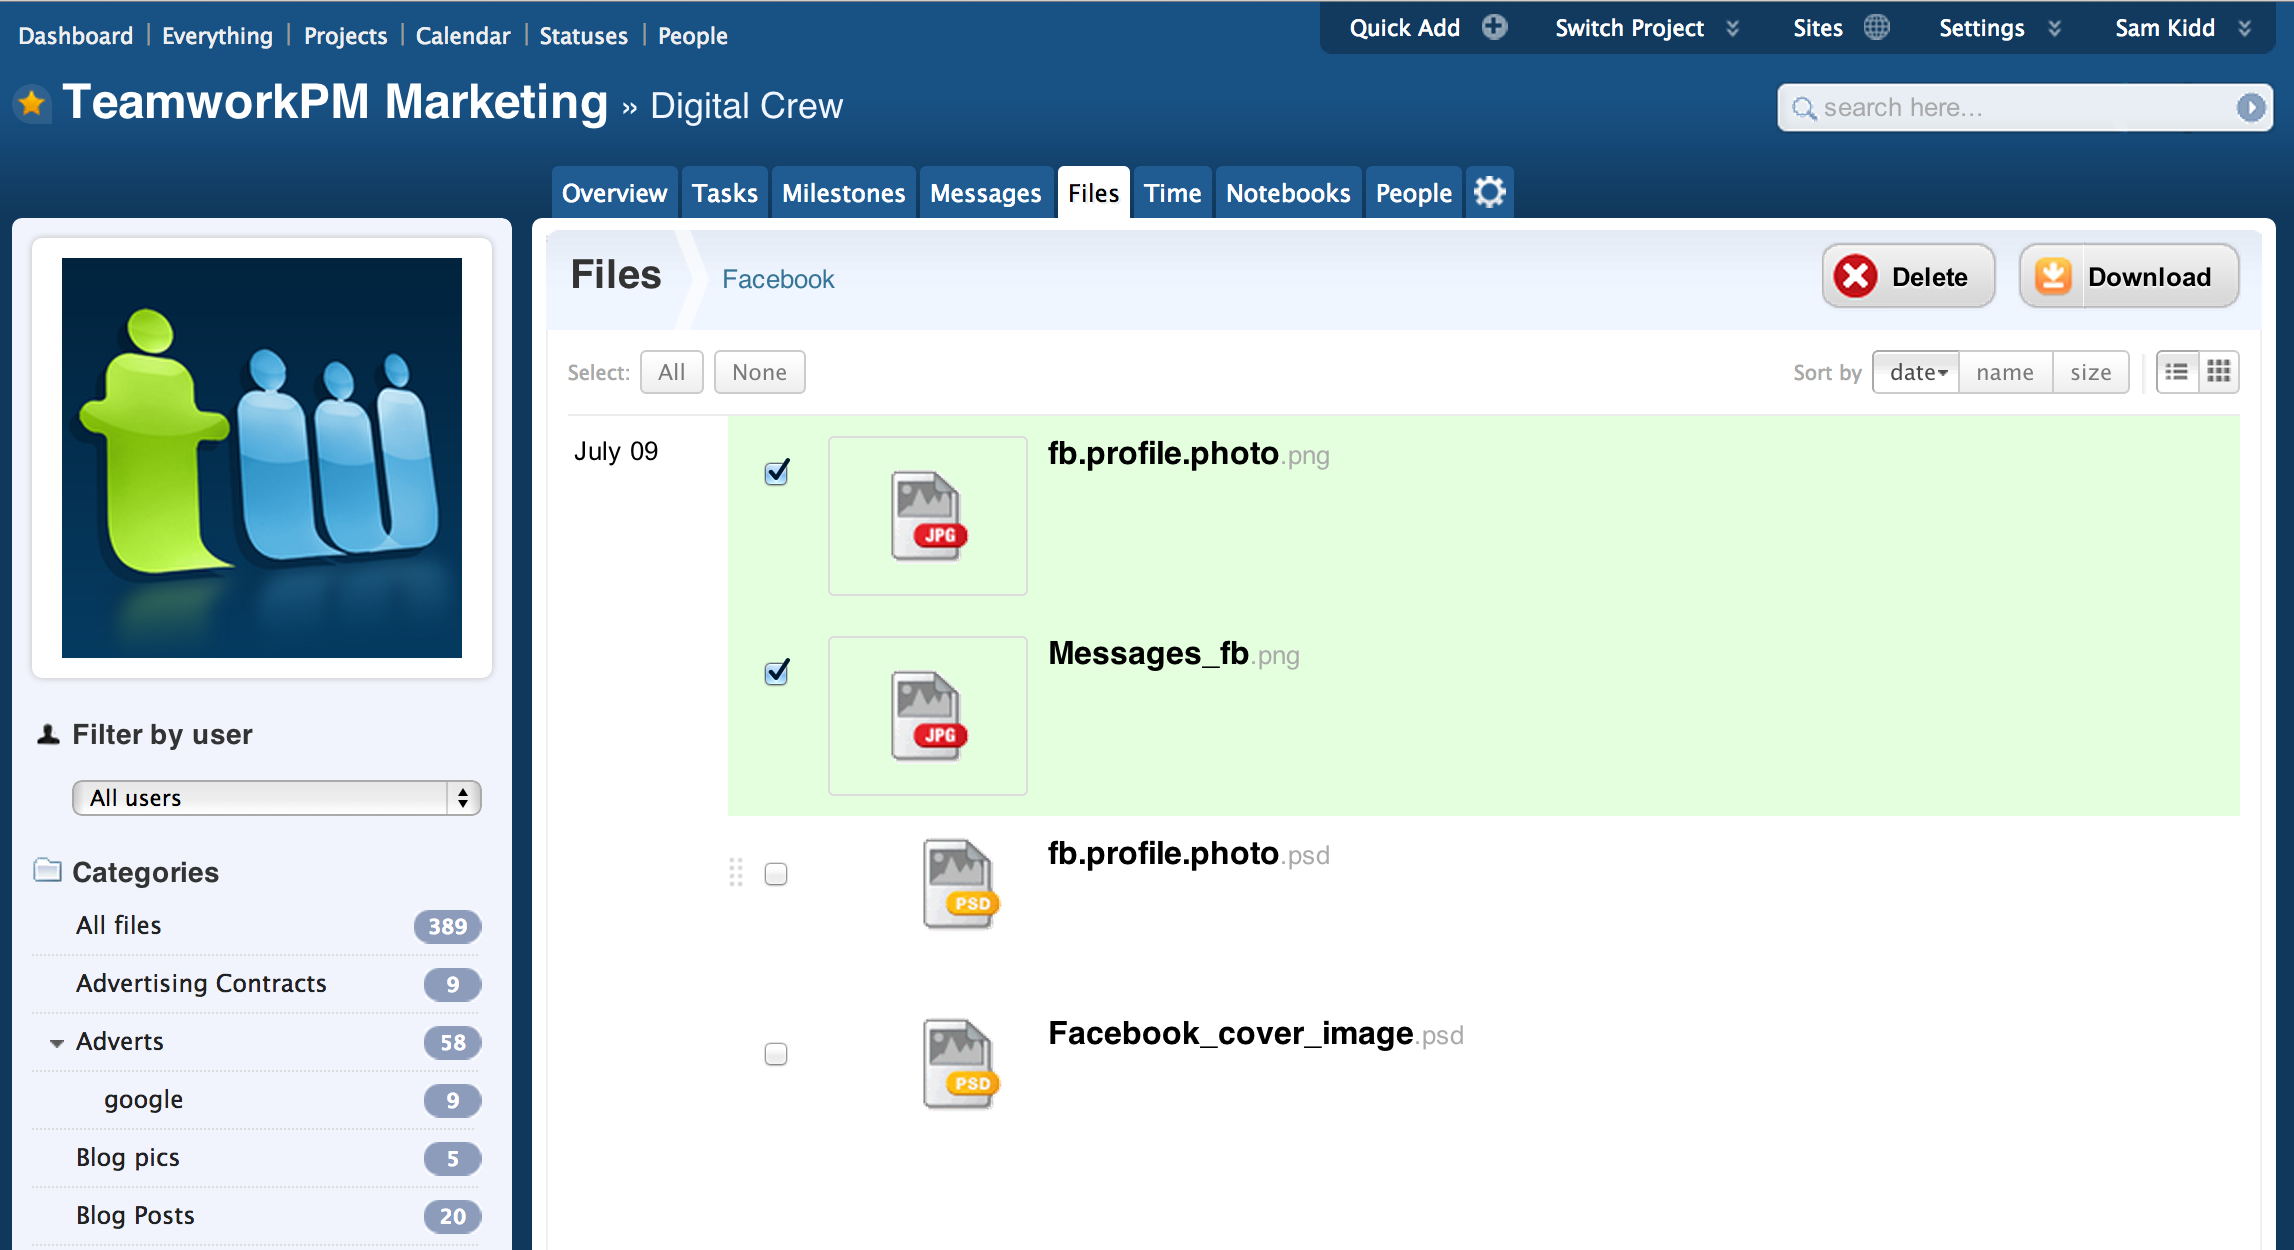 Dashboard | Everything | Projects | Calendar | Statuses | People
Quick Add Switch Project Sites Settings Sam Kidd
TeamworkPM Marketing » Digital Crew
search here...
Overview Tasks Milestones Messages Files Time Notebooks People
Files Facebook
Delete Download
Select: All None
Sort by date name size
July 09
fb.profile.photo.png
JPG
Messages_fb.png
JPG
fb.profile.photo.psd
PSD
Facebook_cover_image.psd
PSD
Filter by user
All users
Categories
All files 389
Advertising Contracts 9
Adverts 58
google 9
Blog pics 5
Blog Posts 20